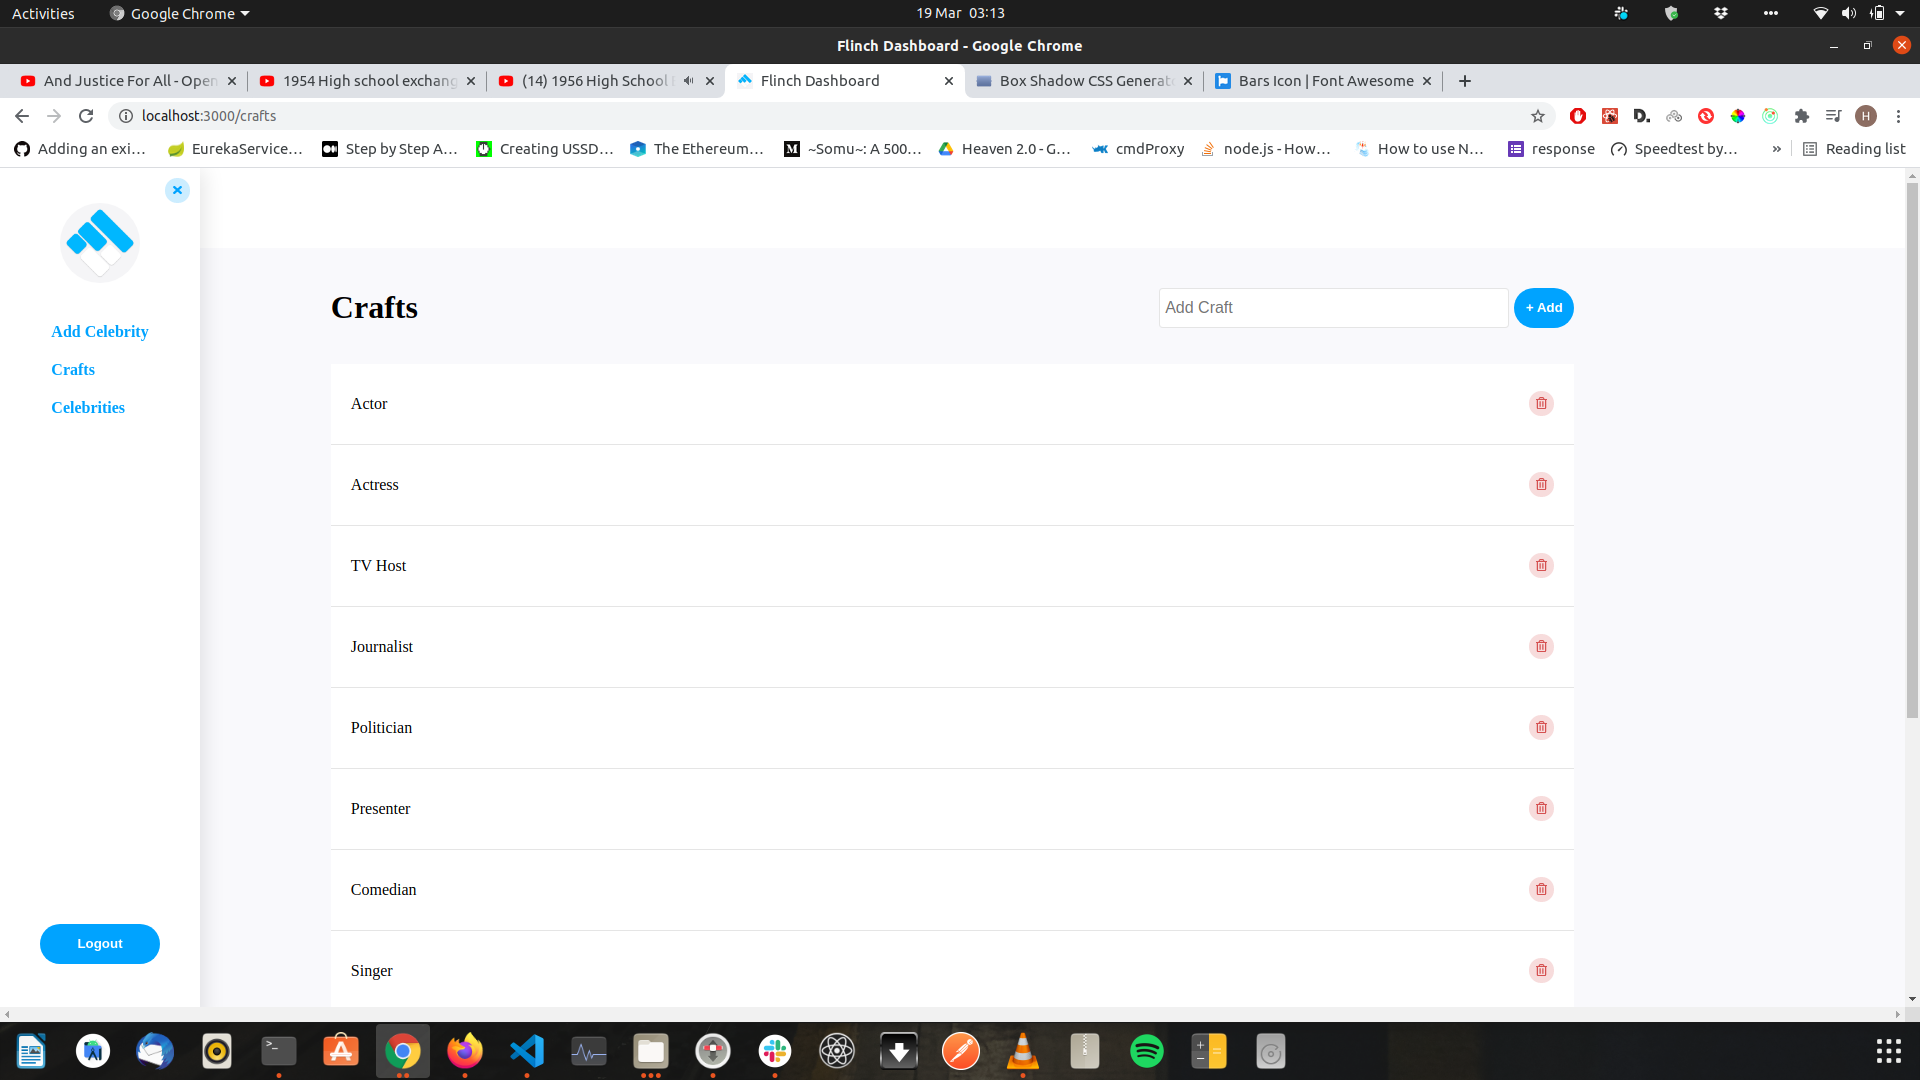 Activities
Google Chrome
19 Mar 03:13
Flinch Dashboard - Google Chrome
And Justice For All - Open
1954 High school exchang
(14) 1956 High School
Flinch Dashboard
Box Shadow CSS Generat
Bars Icon | Font Awesome
localhost:3000/crafts
H
Adding an exi…
EurekaService…
Step by Step A…
Creating USSD…
The Ethereum…
~Somu~: A 500…
Heaven 2.0 - G…
cmdProxy
node.js - How…
How to use N…
response
Speedtest by…
»
Reading list
Add Celebrity
Crafts
Celebrities
Logout
Crafts
Add Craft
+ Add
Actor
Actress
TV Host
Journalist
Politician
Presenter
Comedian
Singer